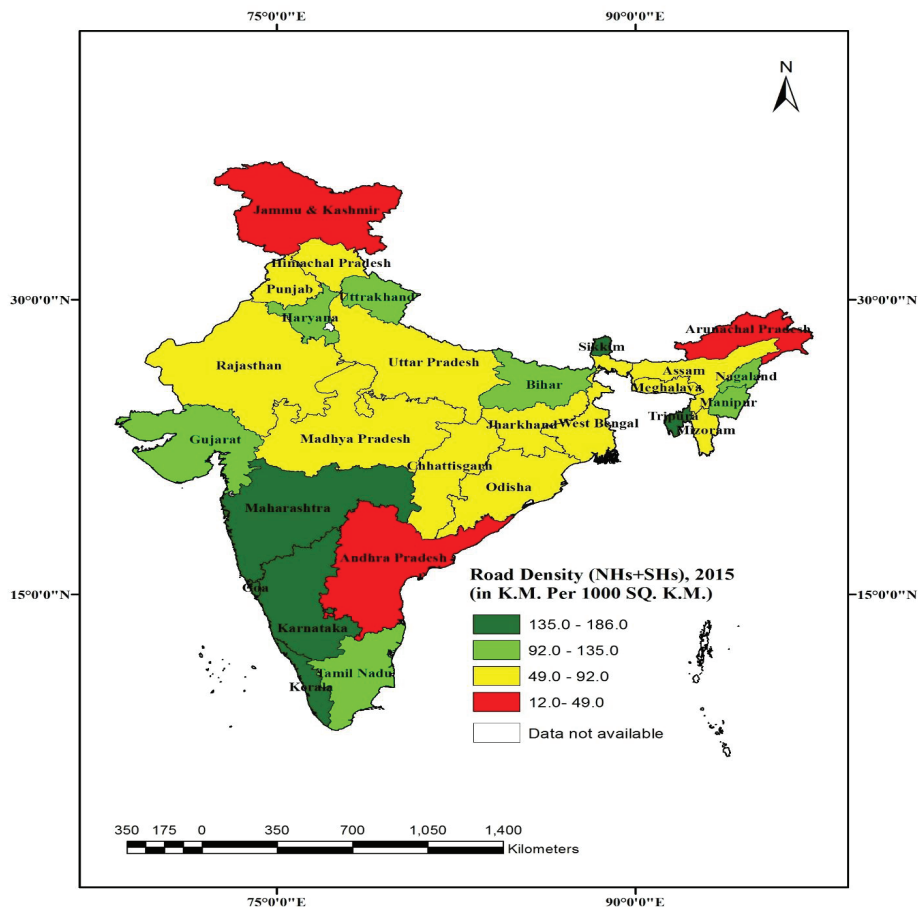 75°0'0"E 90°0'0"E
N
Jammu & Kashmir
Himachal Pradesh
Punjab
30°0'0"N Uttrakhand 30°0'0"N
Haryana
Arunachal Pradesh
Sikkim
Rajasthan Uttar Pradesh Assam
Bihar Nagaland
Meghalaya
Manipur
Tripura
Jharkhand West Bengal
Mizoram
Gujarat Madhya Pradesh
Chhattisgarh
Odisha
Maharashtra
Andhra Pradesh
Road Density (NHs+SHs), 2015
(in K.M. Per 1000 SQ. K.M.)
15°0'0"N Goa 15°0'0"N
135.0 - 186.0
Karnataka
92.0 - 135.0
Tamil Nadu
49.0 - 92.0
Kerala
12.0- 49.0
Data not available
350 175 0 350 700 1,050 1,400
Kilometers
75°0'0"E 90°0'0"E